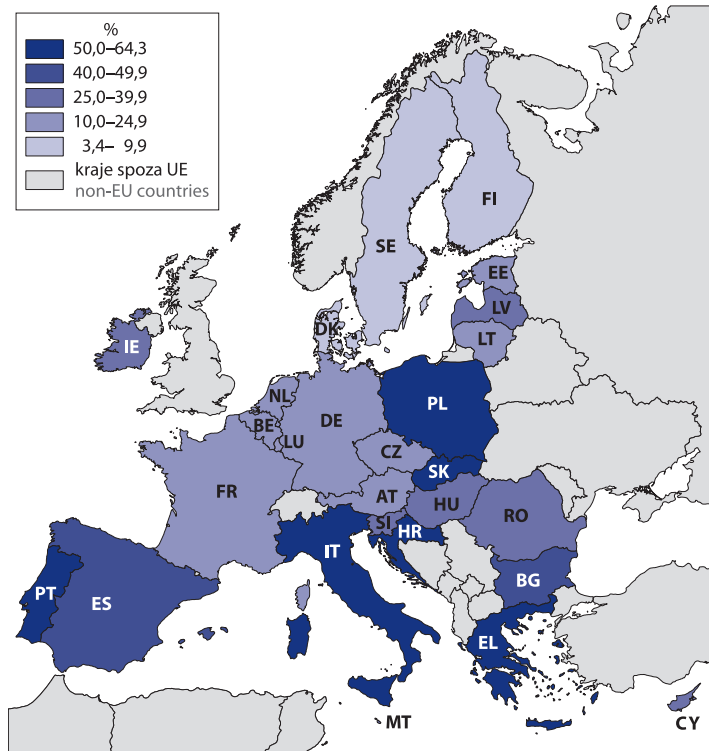 %
50,0–64,3
40,0–49,9
25,0–39,9
10,0–24,9
3,4– 9,9
kraje spoza UE
non-EU countries
FI
SE
EE
LV
DK
LT
IE
NL
PL
DE
BE
LU
CZ
SK
FR
AT
HU
RO
SI
HR
IT
BG
PT
ES
EL
MT
CY